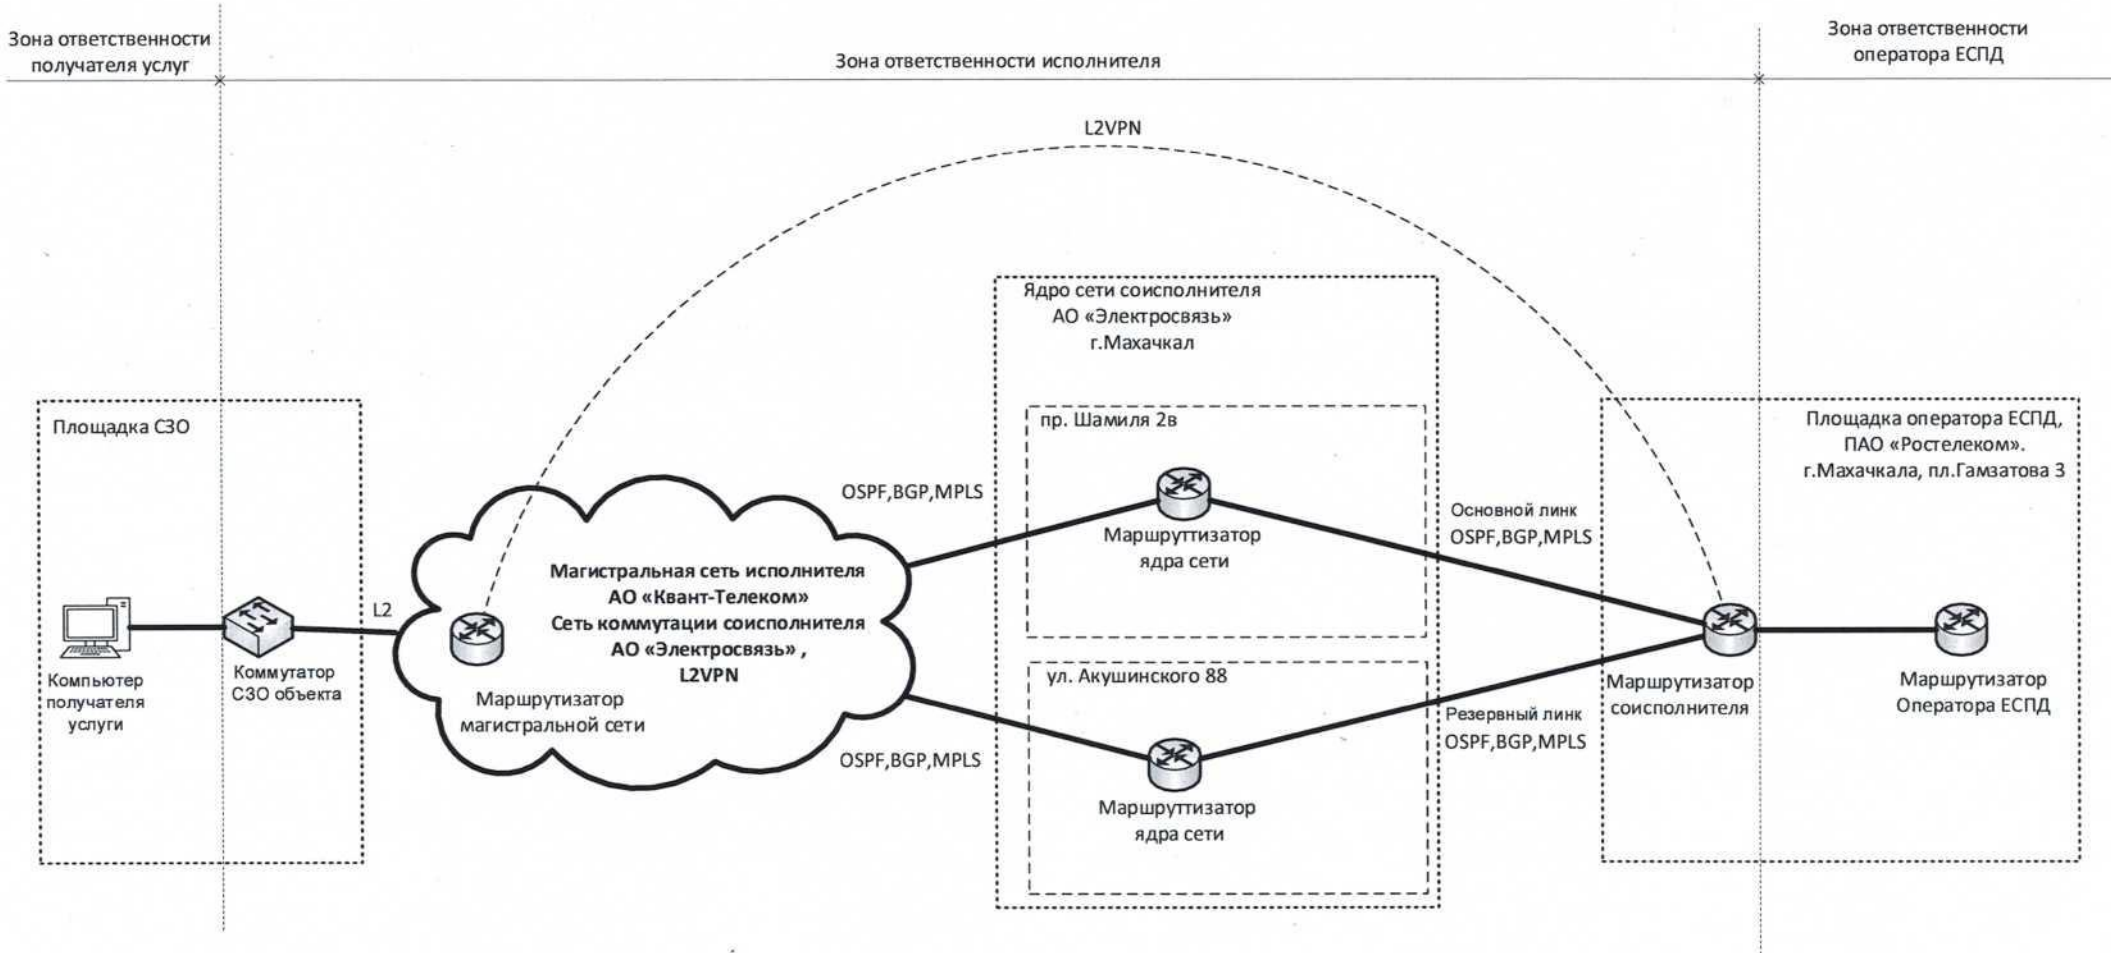 Зона ответственности
получателя услуг
Зона ответственности исполнителя
Зона ответственности
оператора ЕСПД
L2VPN
Площадка СЗО
Компьютер
получателя
услуги
Коммутатор
СЗО объекта
L2
Магистральная сеть исполнителя
АО «Квант-Телеком»
Сеть коммутации соисполнителя
АО «Электросвязь» ,
L2VPN
Маршрутизатор
магистральной сети
OSPF,BGP,MPLS
OSPF,BGP,MPLS
Ядро сети соисполнителя
АО «Электросвязь»
г.Махачкал
пр. Шамиля 2в
Маршруттизатор
ядра сети
ул. Акушинского 88
Маршруттизатор
ядра сети
Основной линк
OSPF,BGP,MPLS
Резервный линк
OSPF,BGP,MPLS
Площадка оператора ЕСПД,
ПАО «Ростелеком».
г.Махачкала, пл.Гамзатова 3
Маршрутизатор
соисполнителя
Маршрутизатор
Оператора ЕСПД